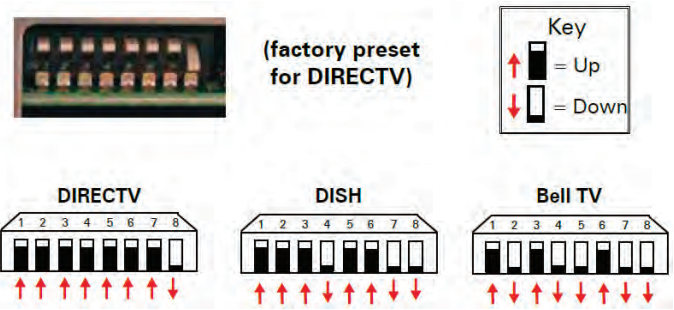 (factory preset
for DIRECTV)
Key
= Up
= Down
DIRECTV
1 2 3 4 5 6 7 8
DISH
1 2 3 4 5 6 7 8
Bell TV
1 2 3 4 5 6 7 8